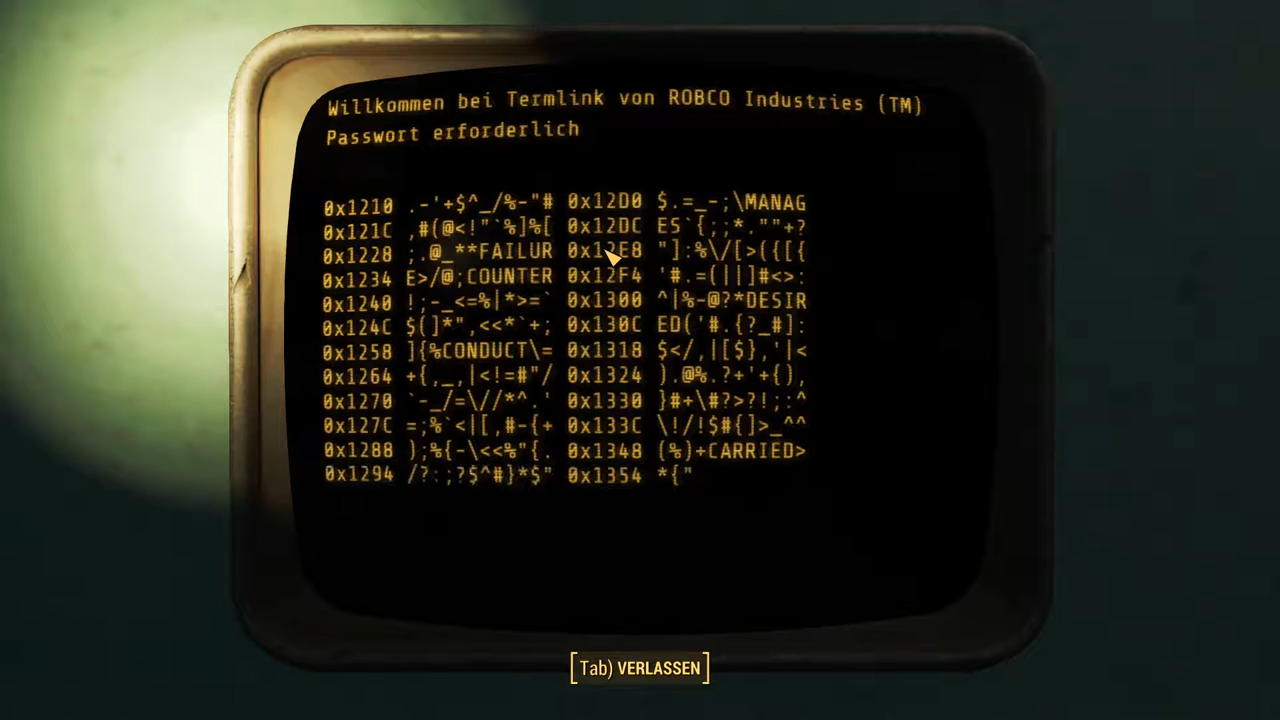 Willkommen bei Termlink von ROBCO Industries (TM)
Passwort erforderlich
0x1210 .-'+$^_/%-"# 0x12D0 $.=_-;\MANAG
0x121C ,#(@<!"`%]%[ 0x12DC ES`{;;*.""+?
0x1228 ;.@_**FAILUR 0x12E8 "]:%\/[>({[{
0x1234 E>/@;COUNTER 0x12F4 '#.=(||]#<>:
0x1240 !;-_<=%|*>=` 0x1300 ^|%-@?*DESIR
0x124C $(]*",<<*`+; 0x130C ED('#.{?_#]:
0x1258 ]{%CONDUCT\= 0x1318 $</,|[$},'|<
0x1264 +{,_,|<!=#"/ 0x1324 ).@%.?+'+{),
0x1270 `-_/=\//*^.' 0x1330 }#+\#?>?!;:^
0x127C =;%`<|[,#-{+ 0x133C \!/!$#{]>_^^
0x1288 );%{-\<<%"{. 0x1348 (%)+CARRIED>
0x1294 /?:;?$^#}*$" 0x1354 *{"
[Tab) VERLASSEN]